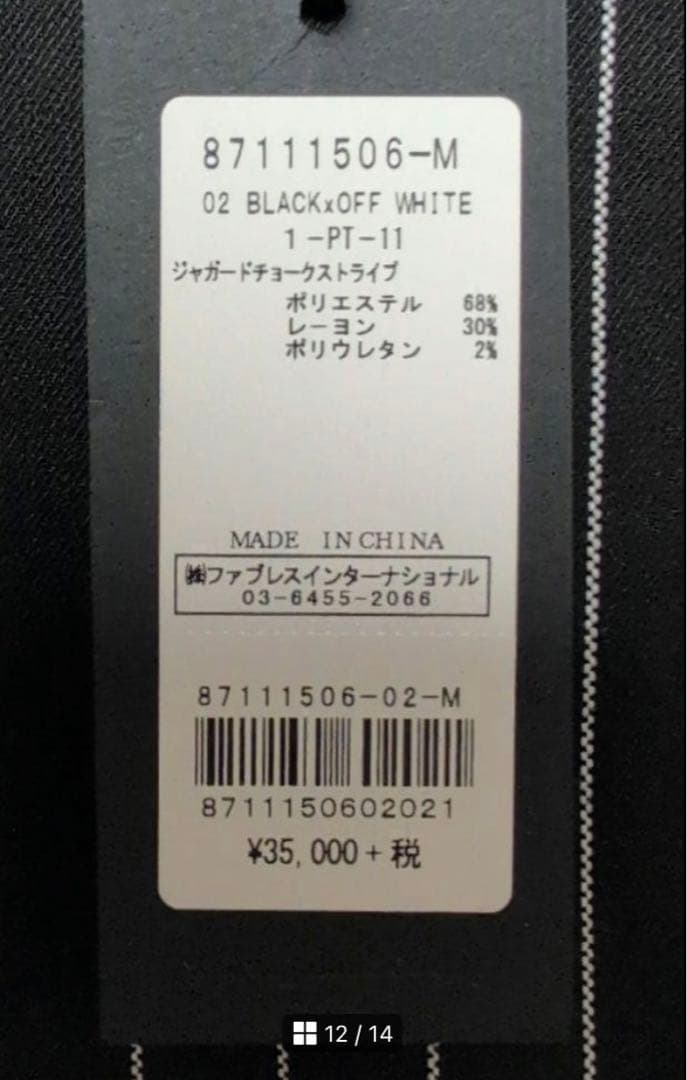 87111506-M
02 BLACKxOFF WHITE
1-PT-11
ジャガードチョークストライプ
ポリエステル 68%
レーヨン 30%
ポリウレタン 2%
MADE IN CHINA
㈱ファブレスインターナショナル
03-6455-2066
87111506-02-M
8711150602021
¥35,000+税
12/14